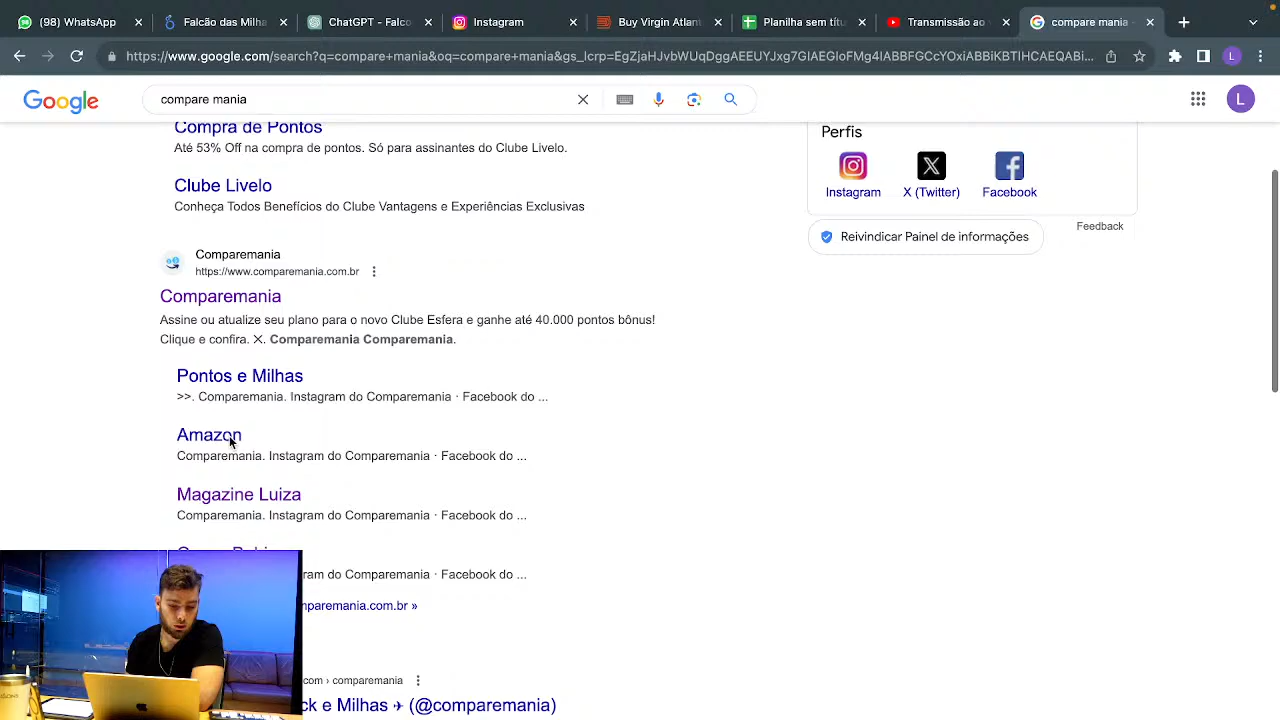 (98) WhatsApp
Falcão das Milha
ChatGPT - Falco
Instagram
Buy Virgin Atlant
Planilha sem títu
Transmissão ao
compare mania
https://www.google.com/search?q=compare+mania&oq=compare+mania&gs_lcrp=EgZjaHJvbWUqDggAEEUYJxg7GIAEGIoFMg4IABBFGCcYOxiABBiKBTIHCAEQABi...
L
Google
compare mania
L
Compra de Pontos
Até 53% Off na compra de pontos. Só para assinantes do Clube Livelo.
Clube Livelo
Conheça Todos Benefícios do Clube Vantagens e Experiências Exclusivas
Comparemania
https://www.comparemania.com.br
Comparemania
Assine ou atualize seu plano para o novo Clube Esfera e ganhe até 40.000 pontos bônus!
Clique e confira. ✕. Comparemania Comparemania.
Pontos e Milhas
>>. Comparemania. Instagram do Comparemania · Facebook do ...
Amazon
Comparemania. Instagram do Comparemania · Facebook do ...
Magazine Luiza
Comparemania. Instagram do Comparemania · Facebook do ...
ram do Comparemania · Facebook do ...
mparemania.com.br »
com › comparemania
ck e Milhas ✈ (@comparemania)
Perfis
Instagram
X (Twitter)
Facebook
Feedback
Reivindicar Painel de informações